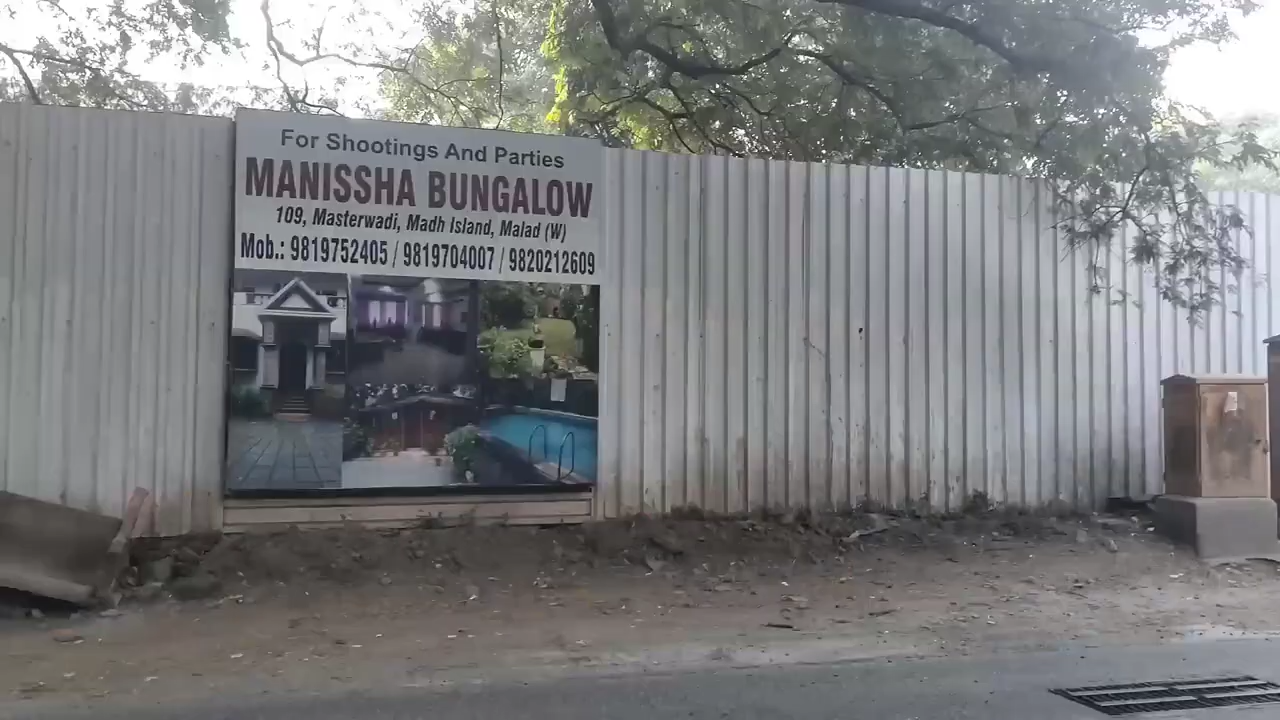 For Shootings And Parties
MANISSHA BUNGALOW
109, Masterwadi, Madh Island, Malad (W)
Mob.: 9819752405 / 9819704007 / 9820212609